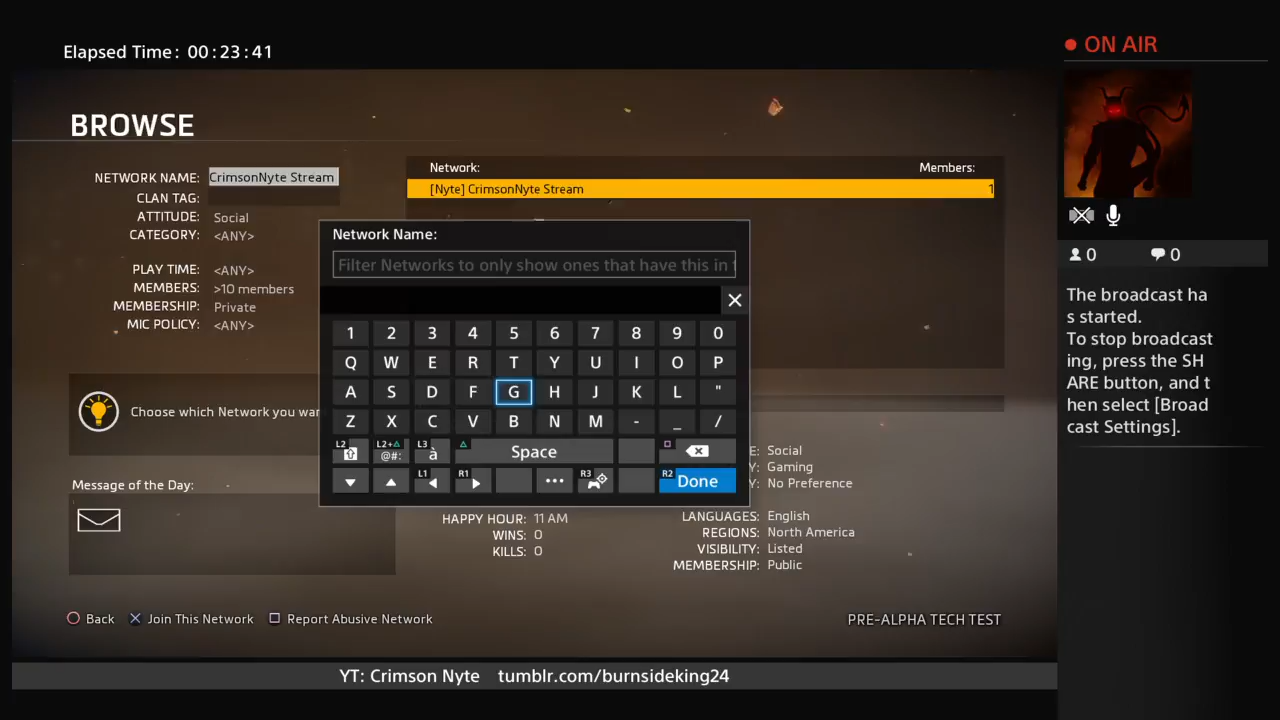 Elapsed Time: 00:23:41
ON AIR
BROWSE
NETWORK NAME: CrimsonNyte Stream
CLAN TAG:
ATTITUDE: Social
CATEGORY: <ANY>
PLAY TIME: <ANY>
MEMBERS: >10 members
MEMBERSHIP: Private
MIC POLICY: <ANY>
Network: Members:
[Nyte] CrimsonNyte Stream 1
Network Name:
Filter Networks to only show ones that have this in t
1 2 3 4 5 6 7 8 9 0
Q W E R T Y U I O P
A S D F G H J K L "
Z X C V B N M - _ /
L2 L2+△ @#: L3 à △ Space
L1 R1 ... R3 R2 Done
Choose which Network you wan
Message of the Day:
E: Social
Y: Gaming
Y: No Preference
HAPPY HOUR: 11 AM
WINS: 0
KILLS: 0
LANGUAGES: English
REGIONS: North America
VISIBILITY: Listed
MEMBERSHIP: Public
Back Join This Network Report Abusive Network
PRE-ALPHA TECH TEST
0 0
The broadcast ha
s started.
To stop broadcast
ing, press the SH
ARE button, and t
hen select [Broad
cast Settings].
YT: Crimson Nyte tumblr.com/burnsideking24